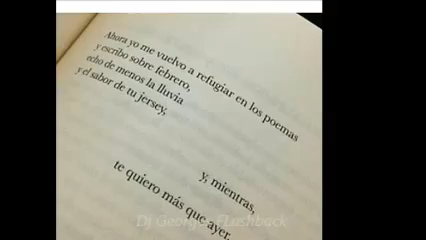 Ahora yo me vuelvo a refugiar en los poemas
y escribo sobre febrero,
echo de menos la lluvia
y el sabor de tu jersey,
y, mientras,
te quiero más que ayer.
Dj George FLushback